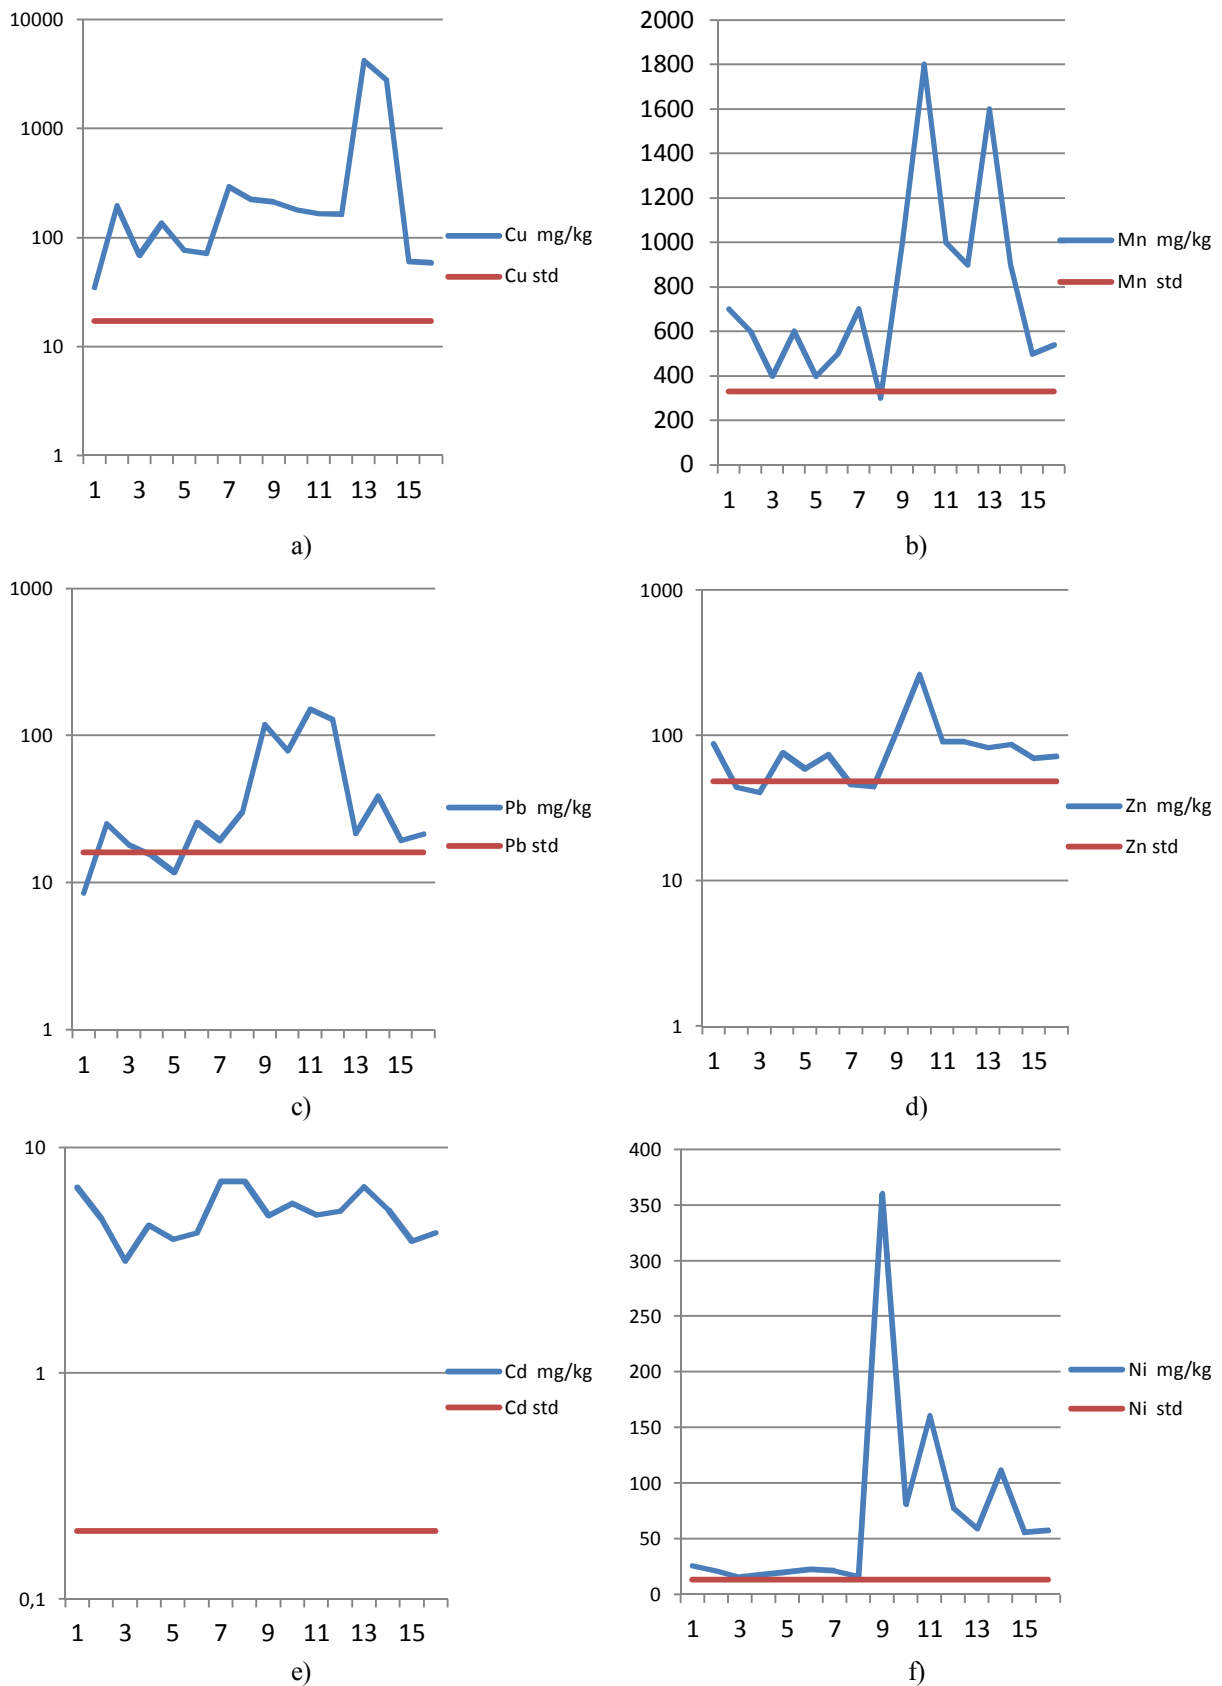 10000
1000
100
10
1
1 3 5 7 9 11 13 15
Cu mg/kg
Cu std
a)
2000
1800
1600
1400
1200
1000
800
600
400
200
0
1 3 5 7 9 11 13 15
Mn mg/kg
Mn std
b)
1000
100
10
1
1 3 5 7 9 11 13 15
Pb mg/kg
Pb std
c)
1000
100
10
1
1 3 5 7 9 11 13 15
Zn mg/kg
Zn std
d)
10
1
0,1
1 3 5 7 9 11 13 15
Cd mg/kg
Cd std
e)
400
350
300
250
200
150
100
50
0
1 3 5 7 9 11 13 15
Ni mg/kg
Ni std
f)